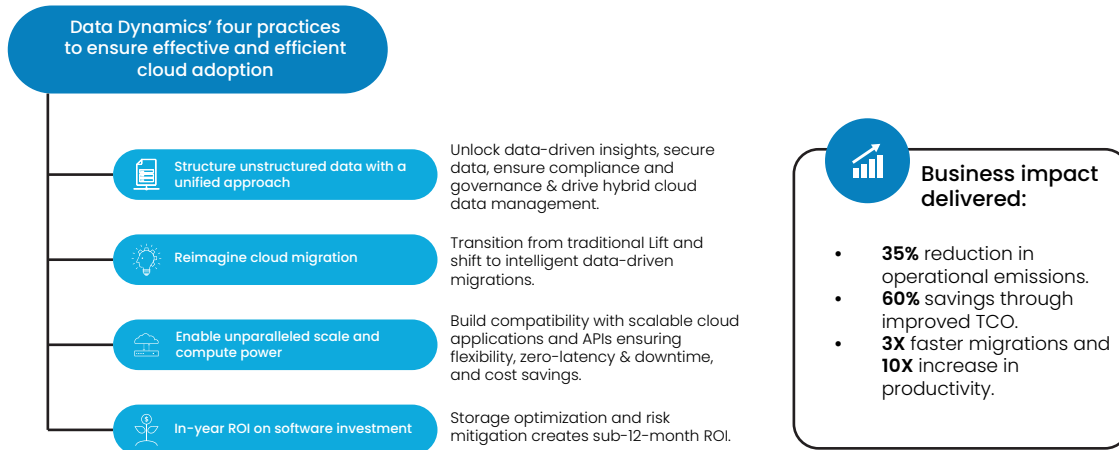 Data Dynamics’ four practices
to ensure effective and efficient
cloud adoption
Structure unstructured data with a
unified approach
Unlock data-driven insights, secure
data, ensure compliance and
governance & drive hybrid cloud
data management.
Reimagine cloud migration
Transition from traditional Lift and
shift to intelligent data-driven
migrations.
Enable unparalleled scale and
compute power
Build compatibility with scalable cloud
applications and APIs ensuring
flexibility, zero-latency & downtime,
and cost savings.
$
In-year ROI on software investment
Storage optimization and risk
mitigation creates sub-12-month ROI.
Business impact
delivered:
• 35% reduction in
operational emissions.
• 60% savings through
improved TCO.
• 3X faster migrations and
10X increase in
productivity.